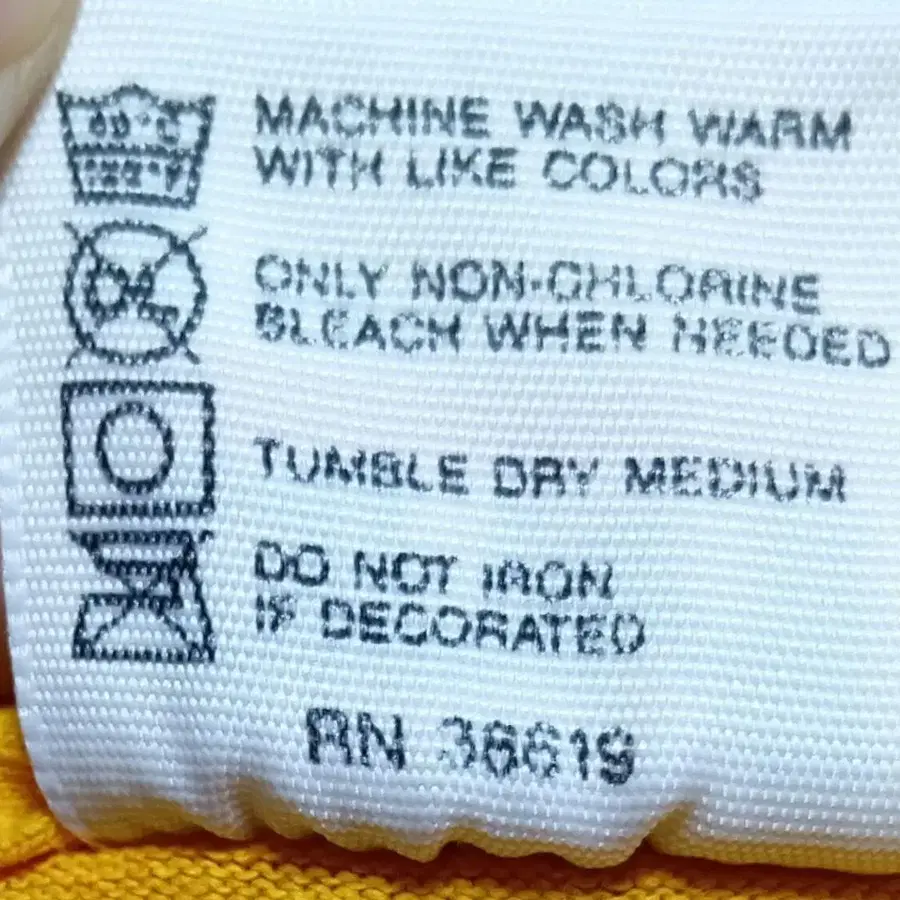 MACHINE WASH WARM
WITH LIKE COLORS
ONLY NON-CHLORINE
BLEACH WHEN NEEDED
TUMBLE DRY MEDIUM
DO NOT IRON
IF DECORATED
RN 36619